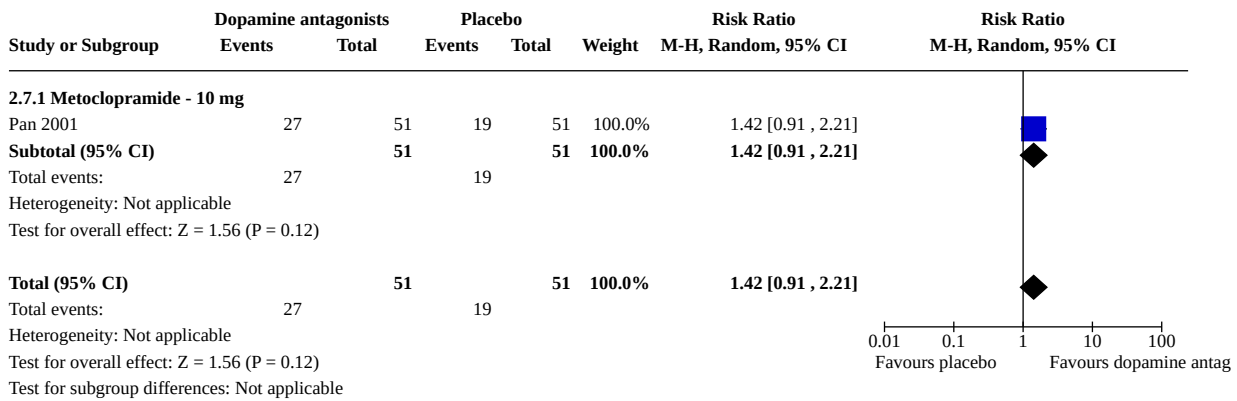 Dopamine antagonists Placebo Risk Ratio Risk Ratio
Study or Subgroup Events Total Events Total Weight M-H, Random, 95% CI M-H, Random, 95% CI
2.7.1 Metoclopramide - 10 mg
Pan 2001 27 51 19 51 100.0% 1.42 [0.91 , 2.21]
Subtotal (95% CI) 51 51 100.0% 1.42 [0.91 , 2.21]
Total events: 27 19
Heterogeneity: Not applicable
Test for overall effect: Z = 1.56 (P = 0.12)
Total (95% CI) 51 51 100.0% 1.42 [0.91 , 2.21]
Total events: 27 19
Heterogeneity: Not applicable
Test for overall effect: Z = 1.56 (P = 0.12)
Test for subgroup differences: Not applicable
0.01 0.1 1 10 100
Favours placebo Favours dopamine antag